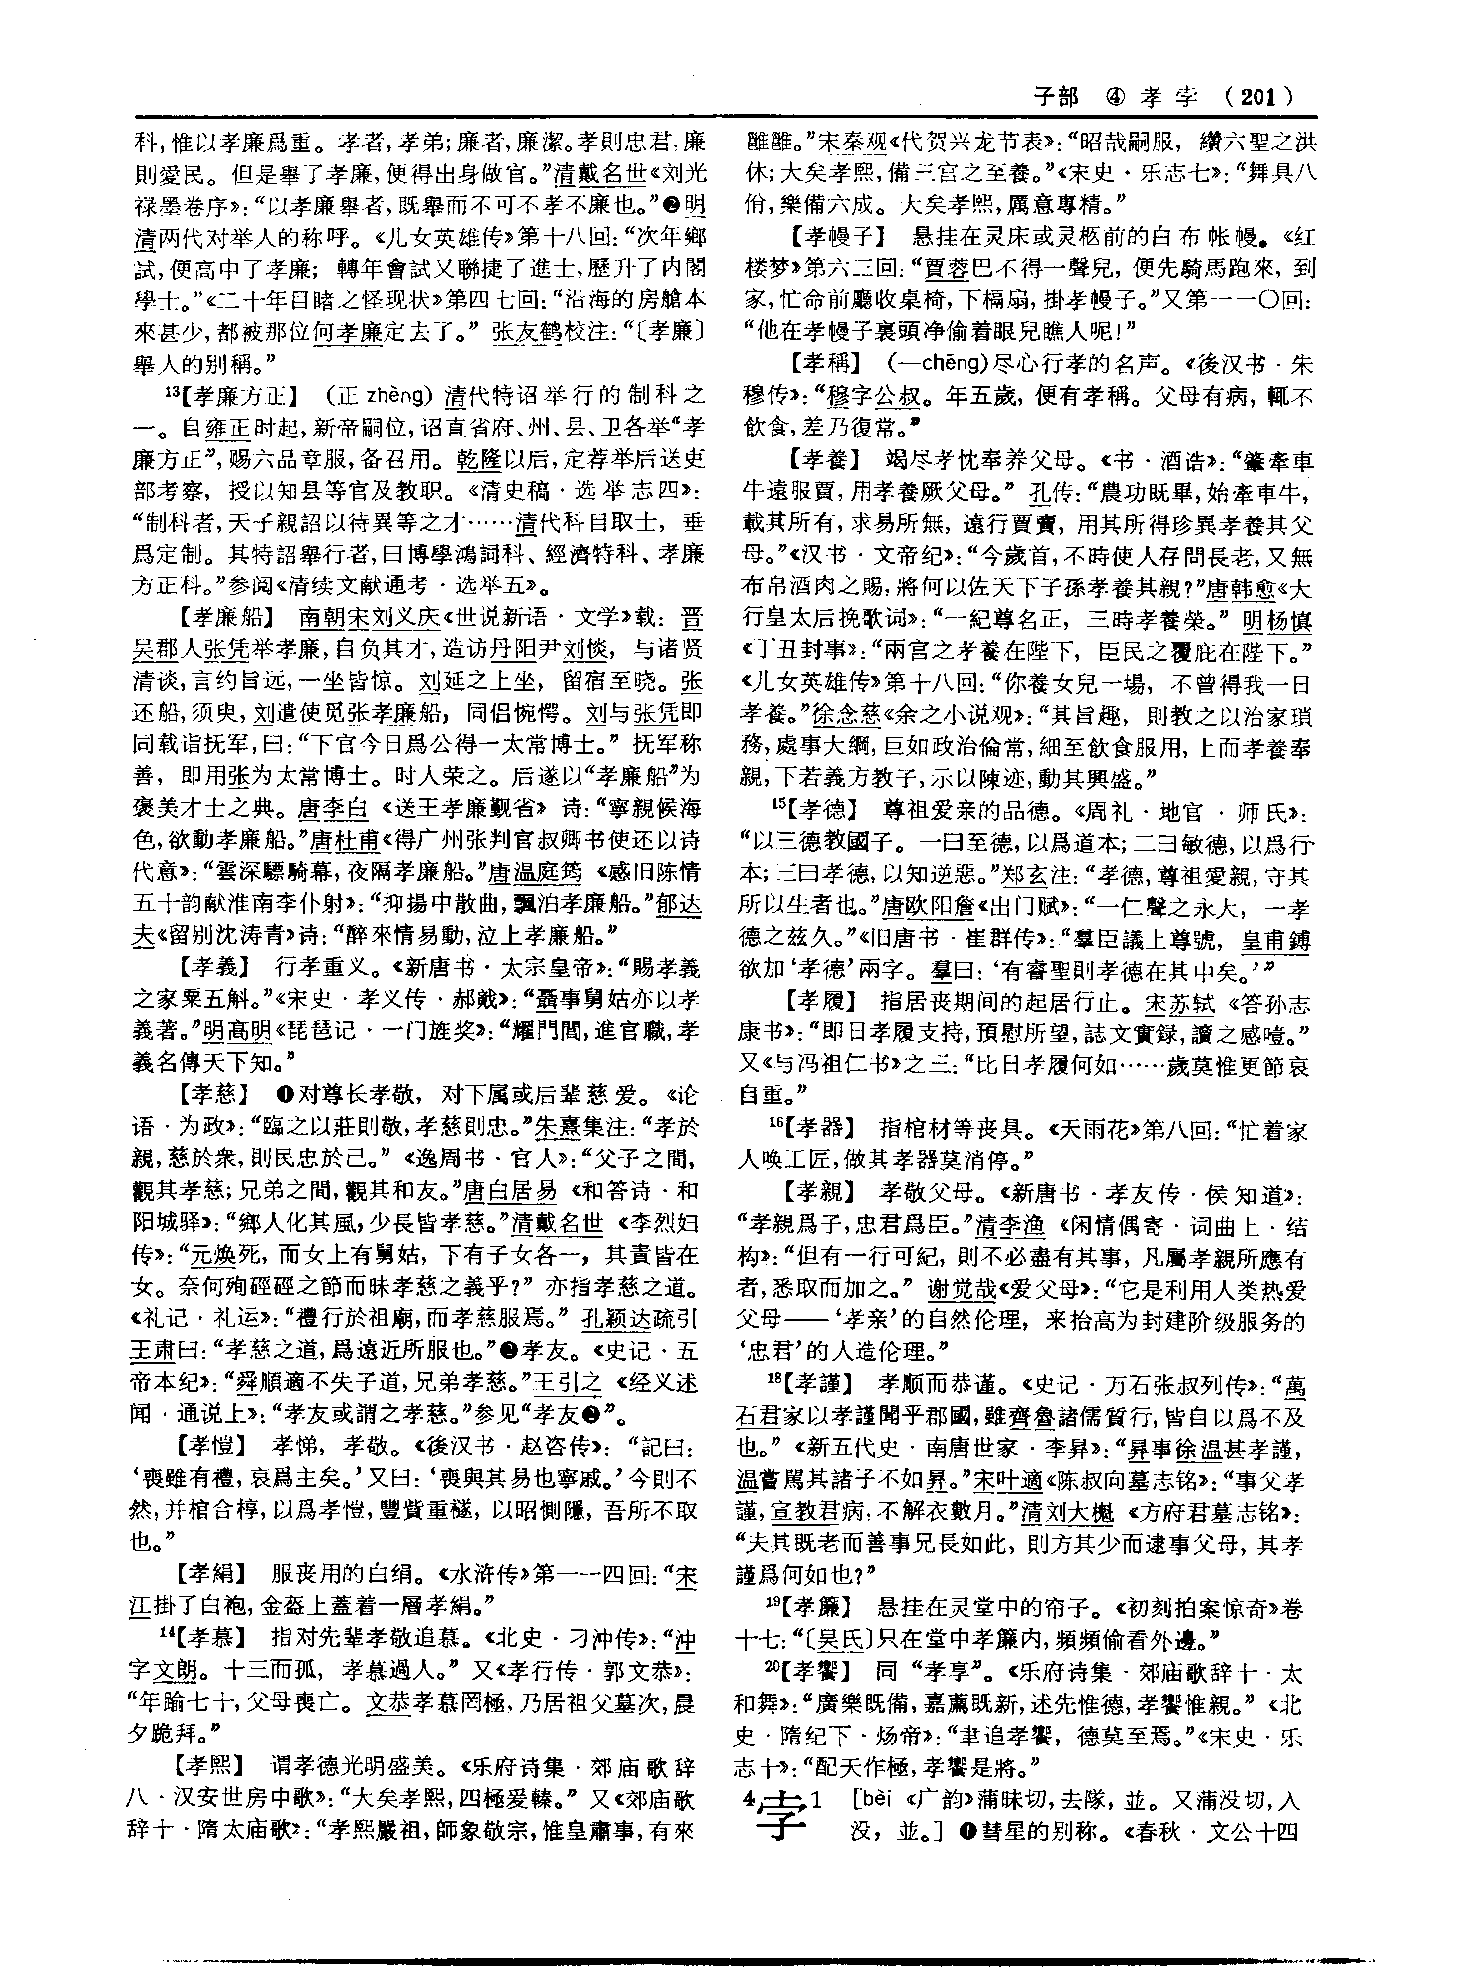 子部　④　孝孛　(201)
科，惟以孝廉爲重。孝者，孝弟；廉者，廉潔。孝則忠君，廉
則愛民。但是舉了孝廉，便得出身做官。”清戴名世《刘光
禄墨卷序》：“以孝廉舉者，既舉而不可不孝不廉也。”❷明
清两代对举人的称呼。《儿女英雄传》第十八回：“次年鄉
試，便高中了孝廉；轉年會試又聯捷了進士，歷升了内閣
學士。”《二十年目睹之怪现状》第四七回：“沿海的房艙本
來甚少，都被那位何孝廉定去了。”张友鹤校注：“〔孝廉〕
舉人的别稱。”
13【孝廉方正】　(正 zhèng) 清代特诏举行的制科之
一。自雍正时起，新帝嗣位，诏直省府、州、县、卫各举“孝
廉方正”，赐六品章服，备召用。乾隆以后，定荐举后送吏
部考察，授以知县等官及教职。《清史稿·选举志四》：
“制科者，天子親詔以待異等之才……清代科目取士，垂
爲定制。其特詔舉行者，曰博學鴻詞科、經濟特科、孝廉
方正科。”参阅《清续文献通考·选举五》。
【孝廉船】　南朝宋刘义庆《世说新语·文学》载：晋
吴郡人张凭举孝廉，自负其才，造访丹阳尹刘惔，与诸贤
清谈，言约旨远，一坐皆惊。刘延之上坐，留宿至晓。张
还船，须臾，刘遣使觅张孝廉船，同侣惋愕。刘与张凭即
同载诣抚军，曰：“下官今日爲公得一太常博士。”抚军称
善，即用张为太常博士。时人荣之。后遂以“孝廉船”为
褒美才士之典。唐李白《送王孝廉觐省》诗：“寧親候海
色，欲動孝廉船。”唐杜甫《得广州张判官叔卿书使还以诗
代意》：“雲深驃騎幕，夜隔孝廉船。”唐温庭筠《感旧陈情
五十韵献淮南李仆射》：“抑揚中散曲，飄泊孝廉船。”郁达
夫《留别沈涛青》诗：“醉來情易動，泣上孝廉船。”
【孝義】　行孝重义。《新唐书·太宗皇帝》：“賜孝義
之家粟五斛。”《宋史·孝义传·郝戭》：“聶事舅姑亦以孝
義著。”明高明《琵琶记·一门旌奖》：“耀門閭，進官職，孝
義名傳天下知。”
【孝慈】　❶对尊长孝敬，对下属或后辈慈爱。《论
语·为政》：“臨之以莊則敬，孝慈則忠。”朱熹集注：“孝於
親，慈於衆，則民忠於己。”《逸周书·官人》：“父子之間，
觀其孝慈；兄弟之間，觀其和友。”唐白居易《和答诗·和
阳城驿》：“鄉人化其風，少長皆孝慈。”清戴名世《李烈妇
传》：“元焕死，而女上有舅姑，下有子女各一，其責皆在
女。奈何殉硜硜之節而昧孝慈之義乎？”亦指孝慈之道。
《礼记·礼运》：“禮行於祖廟，而孝慈服焉。”孔颖达疏引
王肃曰：“孝慈之道，爲遠近所服也。”❷孝友。《史记·五
帝本纪》：“舜順適不失子道，兄弟孝慈。”王引之《经义述
闻·通说上》：“孝友或謂之孝慈。”参见“孝友❷”。
【孝愷】　孝悌，孝敬。《後汉书·赵咨传》：“記曰：
‘喪雖有禮，哀爲主矣。’又曰：‘喪與其易也寧戚。’今則不
然，并棺合椁，以爲孝愷，豐貲重襚，以昭惻隱，吾所不取
也。”
【孝絹】　服丧用的白绢。《水浒传》第一一四回：“宋
江掛了白袍，金盔上蓋着一層孝絹。”
14【孝慕】　指对先辈孝敬追慕。《北史·刁冲传》：“沖
字文朗。十三而孤，孝慕過人。”又《孝行传·郭文恭》：
“年踰七十，父母喪亡。文恭孝慕罔極，乃居祖父墓次，晨
夕跪拜。”
【孝熙】　谓孝德光明盛美。《乐府诗集·郊庙歌辞
八·汉安世房中歌》：“大矣孝熙，四極爰轃。”又《郊庙歌
辞十·隋太庙歌》：“孝熙嚴祖，師象敬宗，惟皇肅事，有來
雝雝。”宋秦观《代贺兴龙节表》：“昭哉嗣服，纘六聖之洪
休；大矣孝熙，備三宫之至養。”《宋史·乐志七》：“舞具八
佾，樂備六成。大矣孝熙，厲意專精。”
【孝幔子】　悬挂在灵床或灵柩前的白布帐幔。《红
楼梦》第六三回：“賈蓉巴不得一聲兒，便先騎馬跑來，到
家，忙命前廳收桌椅，下槅扇，掛孝幔子。”又第一一〇回：
“他在孝幔子裏頭净偷着眼兒瞧人呢！”
【孝稱】　(—chēng)尽心行孝的名声。《後汉书·朱
穆传》：“穆字公叔。年五歲，便有孝稱。父母有病，輒不
飲食，差乃復常。”
【孝養】　竭尽孝忱奉养父母。《书·酒诰》：“肇牽車
牛遠服賈，用孝養厥父母。”孔传：“農功既畢，始牽車牛，
載其所有，求易所無，遠行賈賣，用其所得珍異孝養其父
母。”《汉书·文帝纪》：“今歲首，不時使人存問長老，又無
布帛酒肉之賜，將何以佐天下子孫孝養其親？”唐韩愈《大
行皇太后挽歌词》：“一紀尊名正，三時孝養榮。”明杨慎
《丁丑封事》：“兩宫之孝養在陛下，臣民之覆庇在陛下。”
《儿女英雄传》第十八回：“你養女兒一場，不曾得我一日
孝養。”徐念慈《余之小说观》：“其旨趣，則教之以治家瑣
務，處事大綱，巨如政治倫常，細至飲食服用，上而孝養奉
親，下若義方教子，示以陳迹，動其興盛。”
15【孝德】　尊祖爱亲的品德。《周礼·地官·师氏》：
“以三德教國子。一曰至德，以爲道本；二曰敏德，以爲行
本；三曰孝德，以知逆惡。”郑玄注：“孝德，尊祖愛親，守其
所以生者也。”唐欧阳詹《出门赋》：“一仁聲之永大，一孝
德之兹久。”《旧唐书·崔群传》：“羣臣議上尊號，皇甫鎛
欲加‘孝德’兩字。羣曰：‘有睿聖則孝德在其中矣。’”
【孝履】　指居丧期间的起居行止。宋苏轼《答孙志
康书》：“即日孝履支持，預慰所望，誌文實録，讀之感噎。”
又《与冯祖仁书》之三：“比日孝履何如……歲莫惟更節哀
自重。”
16【孝器】　指棺材等丧具。《天雨花》第八回：“忙着家
人唤工匠，做其孝器莫消停。”
【孝親】　孝敬父母。《新唐书·孝友传·侯知道》：
“孝親爲子，忠君爲臣。”清李渔《闲情偶寄·词曲上·结
构》：“但有一行可紀，則不必盡有其事，凡屬孝親所應有
者，悉取而加之。”谢觉哉《爱父母》：“它是利用人类热爱
父母——‘孝亲’的自然伦理，来抬高为封建阶级服务的
‘忠君’的人造伦理。”
18【孝謹】　孝顺而恭谨。《史记·万石张叔列传》：“萬
石君家以孝謹聞乎郡國，雖齊魯諸儒質行，皆自以爲不及
也。”《新五代史·南唐世家·李昪》：“昪事徐温甚孝謹，
温嘗罵其諸子不如昪。”宋叶適《陈叔向墓志铭》：“事父孝
謹，宣教君病，不解衣數月。”清刘大櫆《方府君墓志铭》：
“夫其既老而善事兄長如此，則方其少而逮事父母，其孝
謹爲何如也？”
19【孝簾】　悬挂在灵堂中的帘子。《初刻拍案惊奇》卷
十七：“〔吴氏〕只在堂中孝簾内，頻頻偷看外邊。”
20【孝饗】　同“孝享”。《乐府诗集·郊庙歌辞十·太
和舞》：“廣樂既備，嘉薦既新，述先惟德，孝饗惟親。”《北
史·隋纪下·炀帝》：“聿追孝饗，德莫至焉。”《宋史·乐
志十》：“配天作極，孝饗是將。”
4孛1　[bèi 《广韵》蒲昧切，去隊，並。又蒲没切，入
没，並。] ❶彗星的别称。《春秋·文公十四